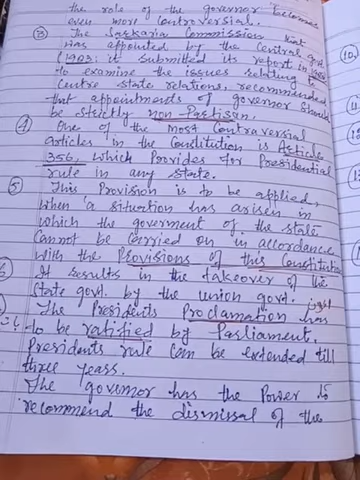 the role of the governor becomes
even more controversial.
③ The Saskaria Commission that
was appointed by the Central govt.
(1983; it submitted its report in 1988
to examine the issues relating to
centre state relations, recommended
that appointments of governor should
be strictly non-Partisan.
④ One of the most Contraversial
articles in the Constitution is Article
356, which Provides for Presidential
rule in any state.
⑤ This Provision is to be applied,
when 'a situation has arisen in
which the goverment of the state
cannot be carried on in accordance
with the Provisions of this Constitution
6 It results in the takeover of the
state govt. by the union govt.
The Presidents Proclamation has
to be ratified by Parliament.
Presidents rule can be extended till
three years.
The governor has the Power to
recommend the dismissal of the
(10)
(11
(12